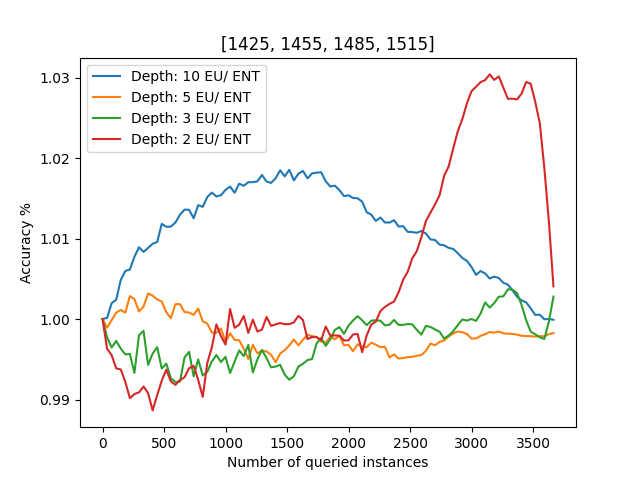 [1425, 1455, 1485, 1515]
Depth: 10 EU/ ENT
Depth: 5 EU/ ENT
Depth: 3 EU/ ENT
Depth: 2 EU/ ENT
Accuracy %
1.03
1.02
1.01
1.00
0.99
0 500 1000 1500 2000 2500 3000 3500
Number of queried instances